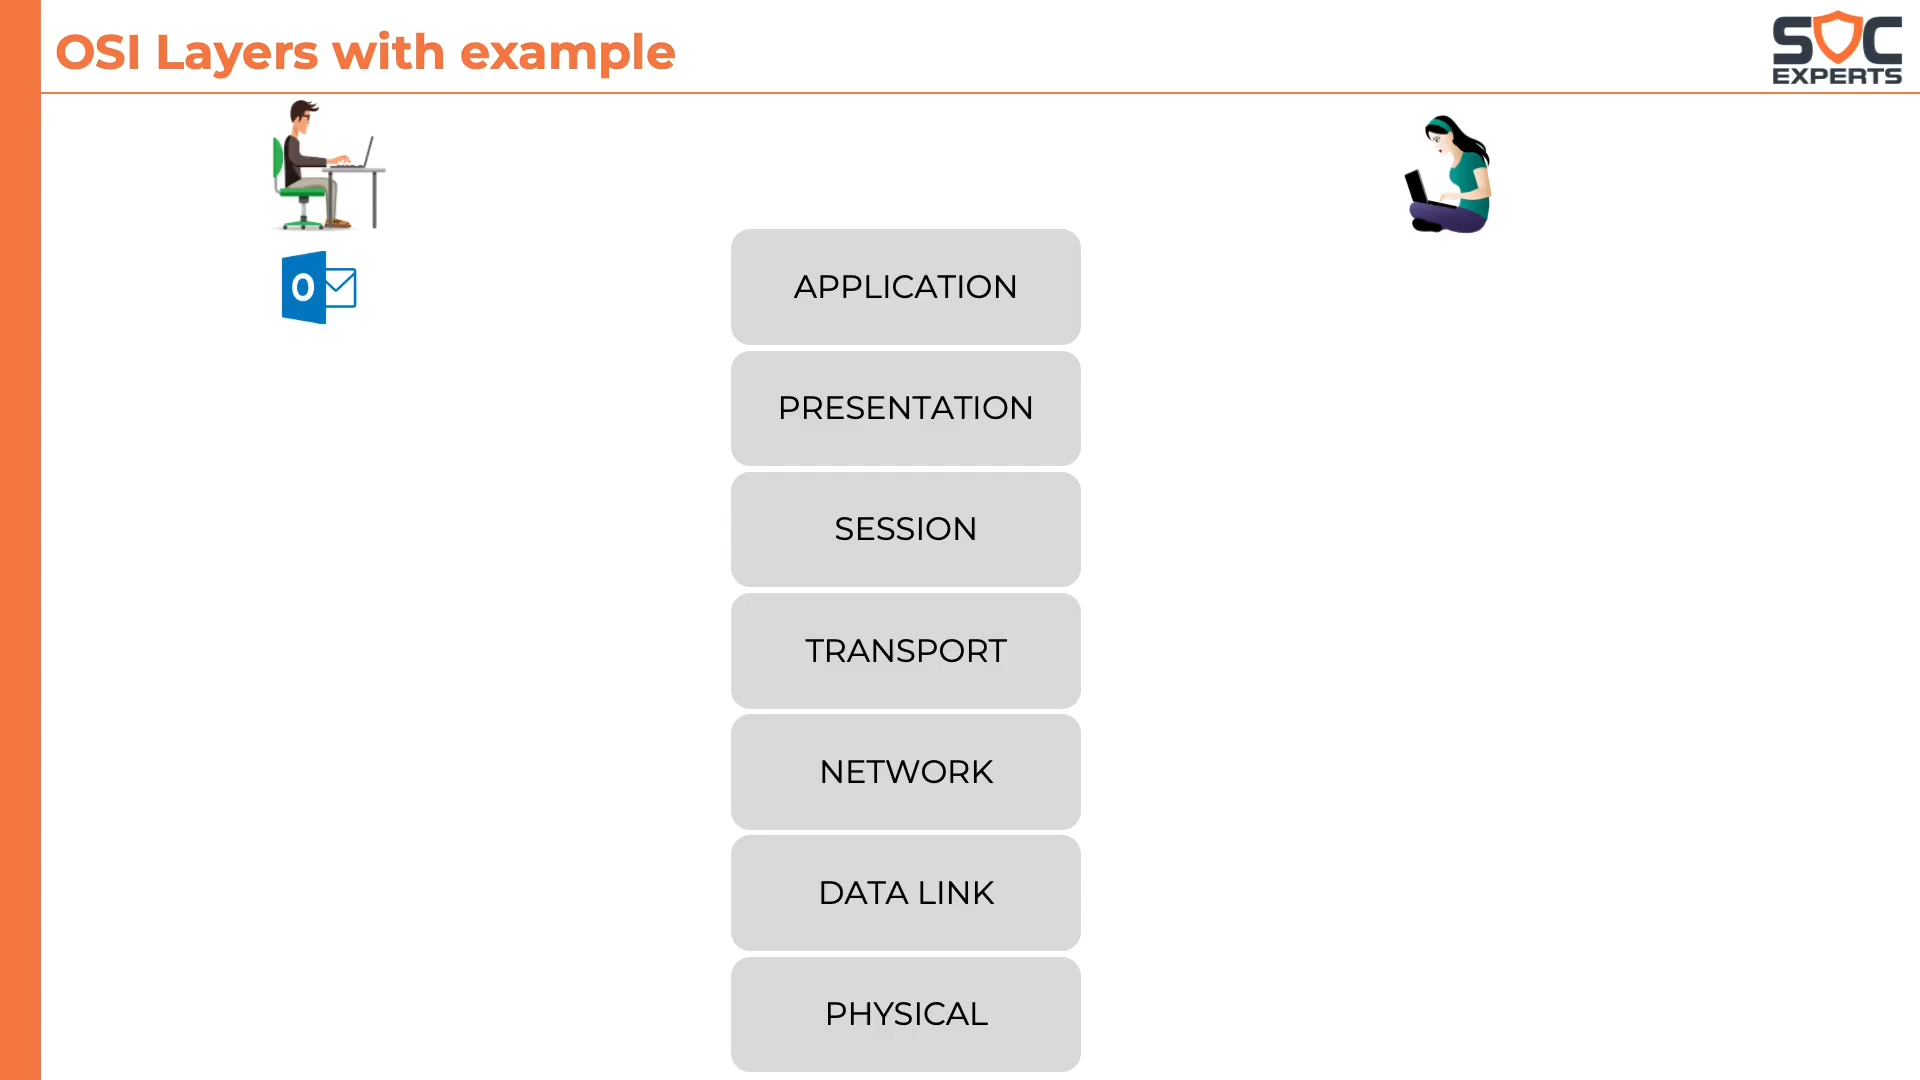 OSI Layers with example
SOC
EXPERTS
O
APPLICATION
PRESENTATION
SESSION
TRANSPORT
NETWORK
DATA LINK
PHYSICAL